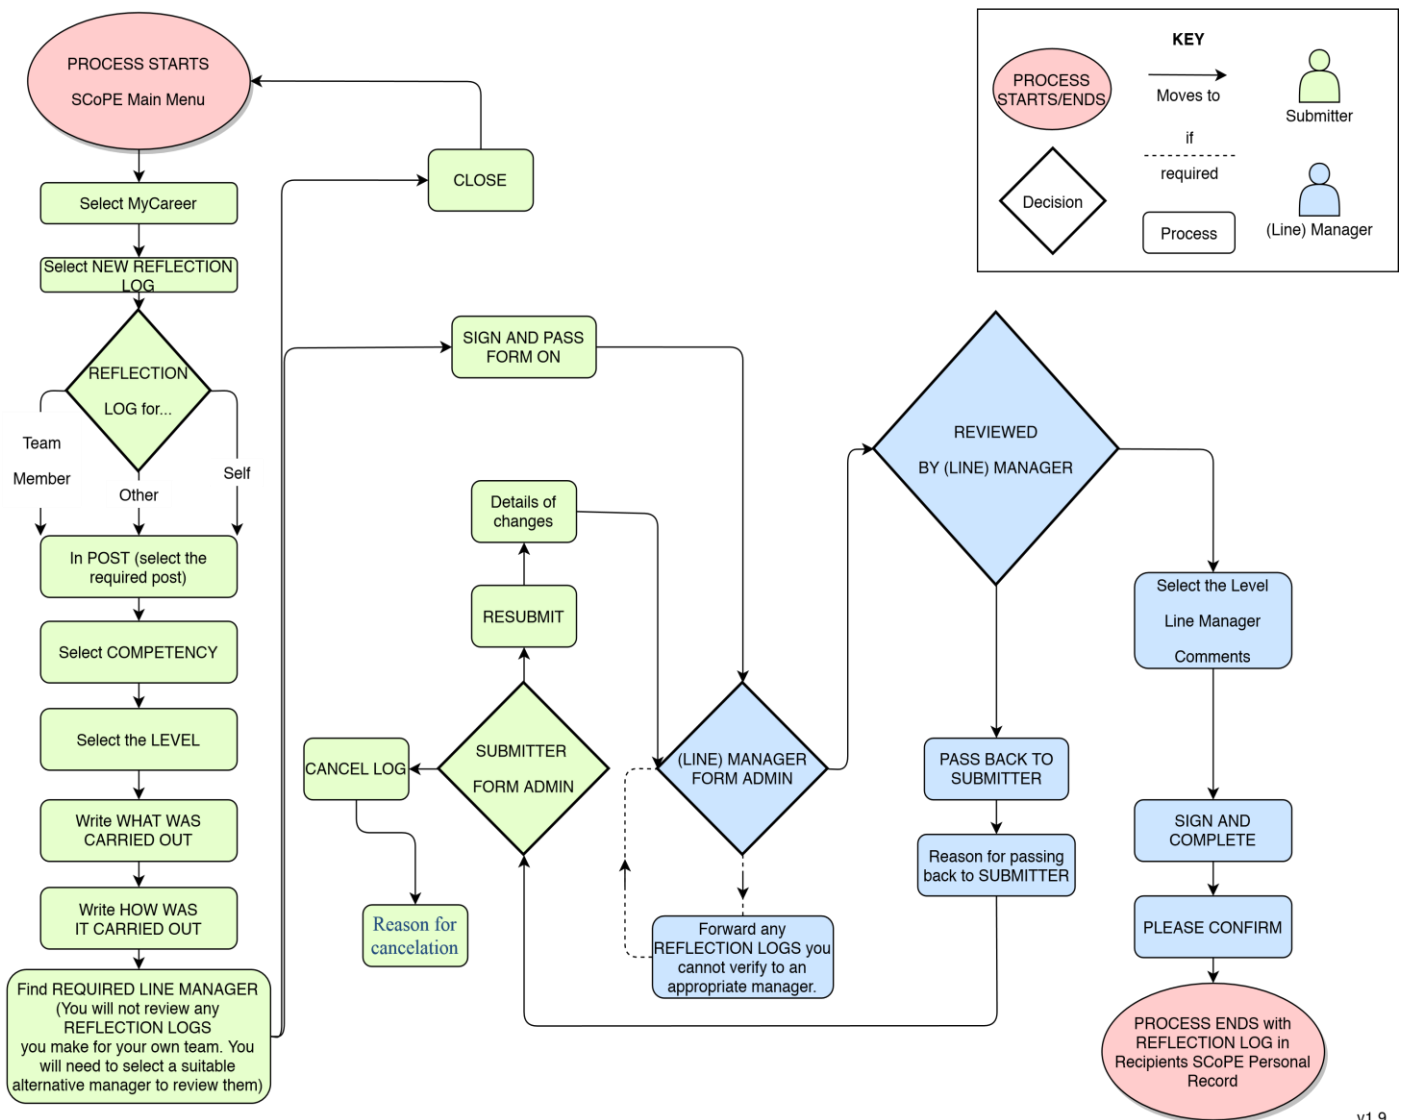 PROCESS STARTS
SCoPE Main Menu
Select MyCareer
Select NEW REFLECTION
LOG
REFLECTION
LOG for...
Team
Member
Other
Self
In POST (select the
required post)
Select COMPETENCY
Select the LEVEL
Write WHAT WAS
CARRIED OUT
Write HOW WAS
IT CARRIED OUT
Find REQUIRED LINE MANAGER
(You will not review any
REFLECTION LOGS
you make for your own team. You
will need to select a suitable
alternative manager to review them)
CLOSE
SIGN AND PASS
FORM ON
Details of
changes
RESUBMIT
SUBMITTER
FORM ADMIN
CANCEL LOG
Reason for
cancelation
(LINE) MANAGER
FORM ADMIN
Forward any
REFLECTION LOGS you
cannot verify to an
appropriate manager.
REVIEWED
BY (LINE) MANAGER
PASS BACK TO
SUBMITTER
Reason for passing
back to SUBMITTER
Select the Level
Line Manager
Comments
SIGN AND
COMPLETE
PLEASE CONFIRM
PROCESS ENDS with
REFLECTION LOG in
Recipients SCoPE Personal
Record
KEY
PROCESS
STARTS/ENDS
Moves to
Submitter
Decision
if
required
Process
(Line) Manager
v1.9